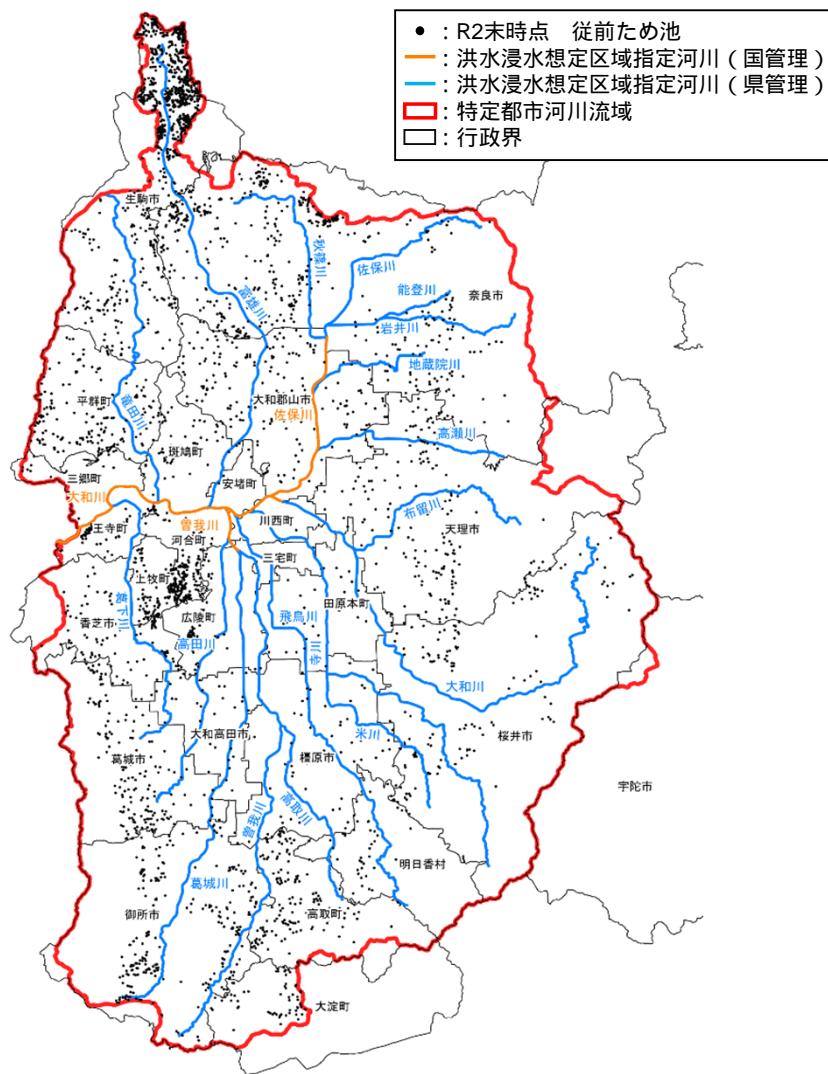 ：R2末時点　従前ため池
：洪水浸水想定区域指定河川（国管理）
：洪水浸水想定区域指定河川（県管理）
：特定都市河川流域
：行政界
生駒市
秋篠川
佐保川
能登川
奈良市
富雄川
岩井川
地蔵院川
平群町
竜田川
大和郡山市
佐保川
高瀬川
斑鳩町
三郷町
安堵町
大和川
曽我川
川西町
布留川
天理市
王寺町
河合町
三宅町
上牧町
田原本町
葛下川
香芝市
広陵町
飛鳥川
寺川
高田川
大和川
米川
桜井市
大和高田市
葛城市
橿原市
宇陀市
高取川
曽我川
明日香村
葛城川
御所市
高取町
大淀町